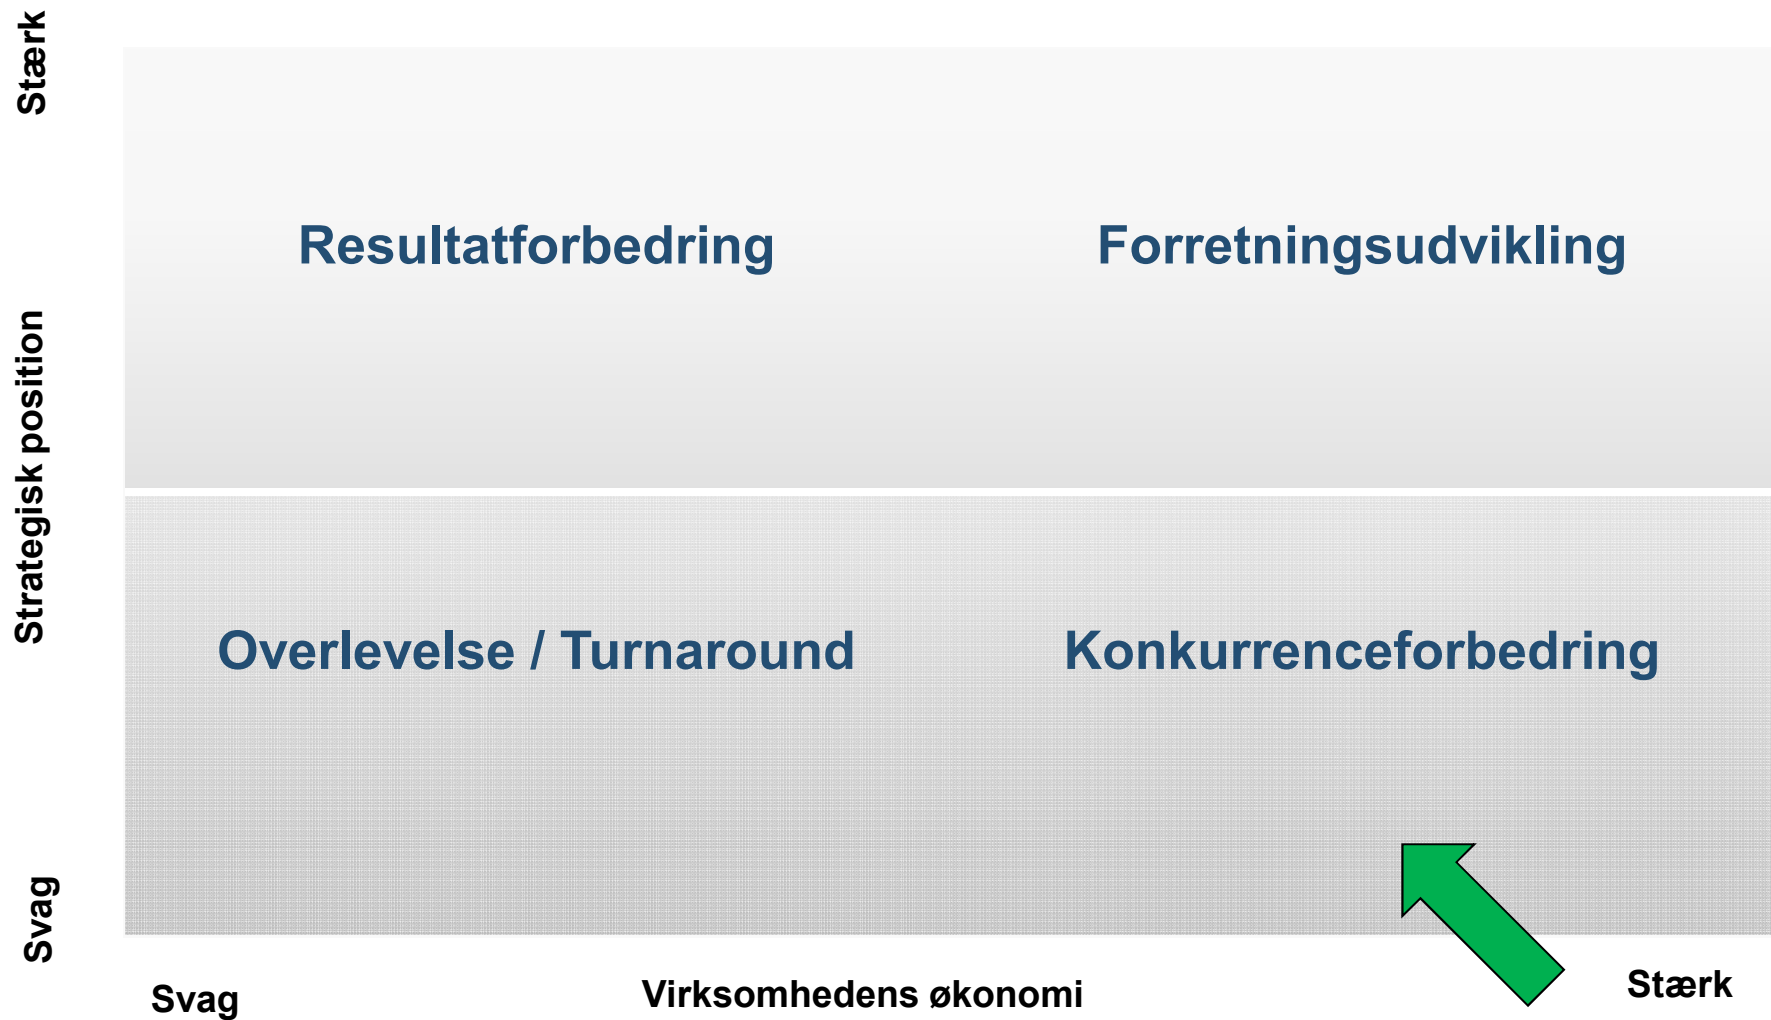 Stærk
Resultatforbedring
Forretningsudvikling
Strategisk position
Overlevelse / Turnaround
Konkurrenceforbedring
Svag
Svag
Virksomhedens økonomi
Stærk